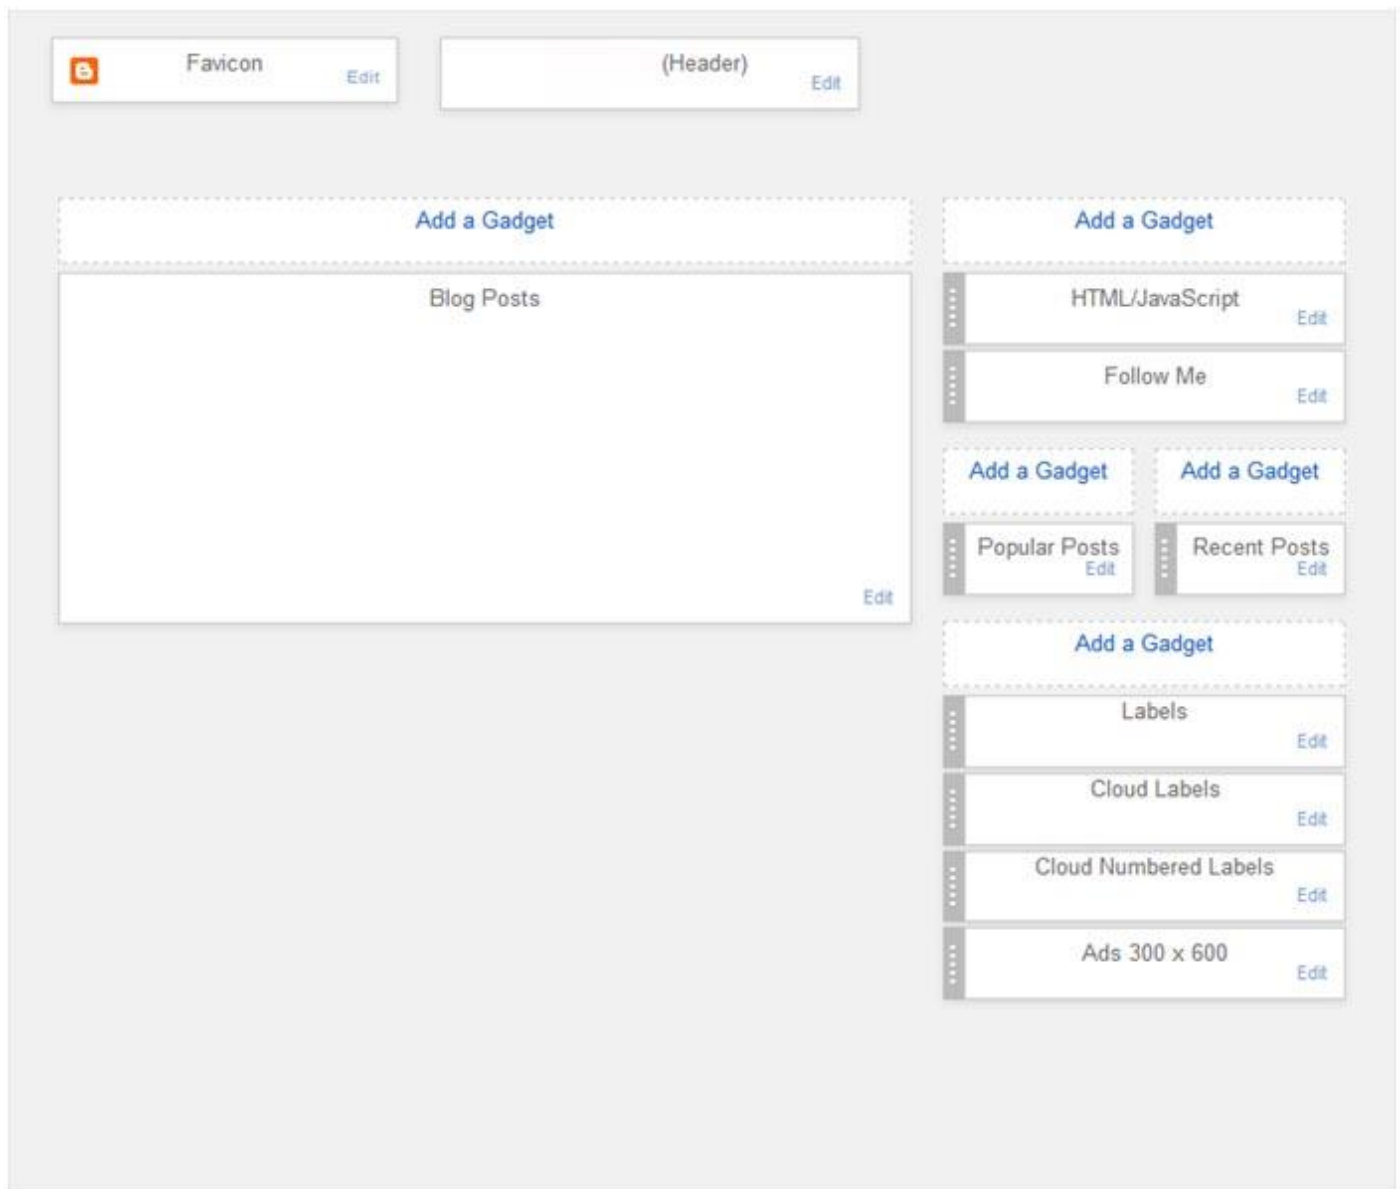 Favicon
Edit
(Header)
Edit
Add a Gadget
Blog Posts
Edit
Add a Gadget
HTML/JavaScript
Edit
Follow Me
Edit
Add a Gadget
Popular Posts
Edit
Add a Gadget
Recent Posts
Edit
Add a Gadget
Labels
Edit
Cloud Labels
Edit
Cloud Numbered Labels
Edit
Ads 300 x 600
Edit